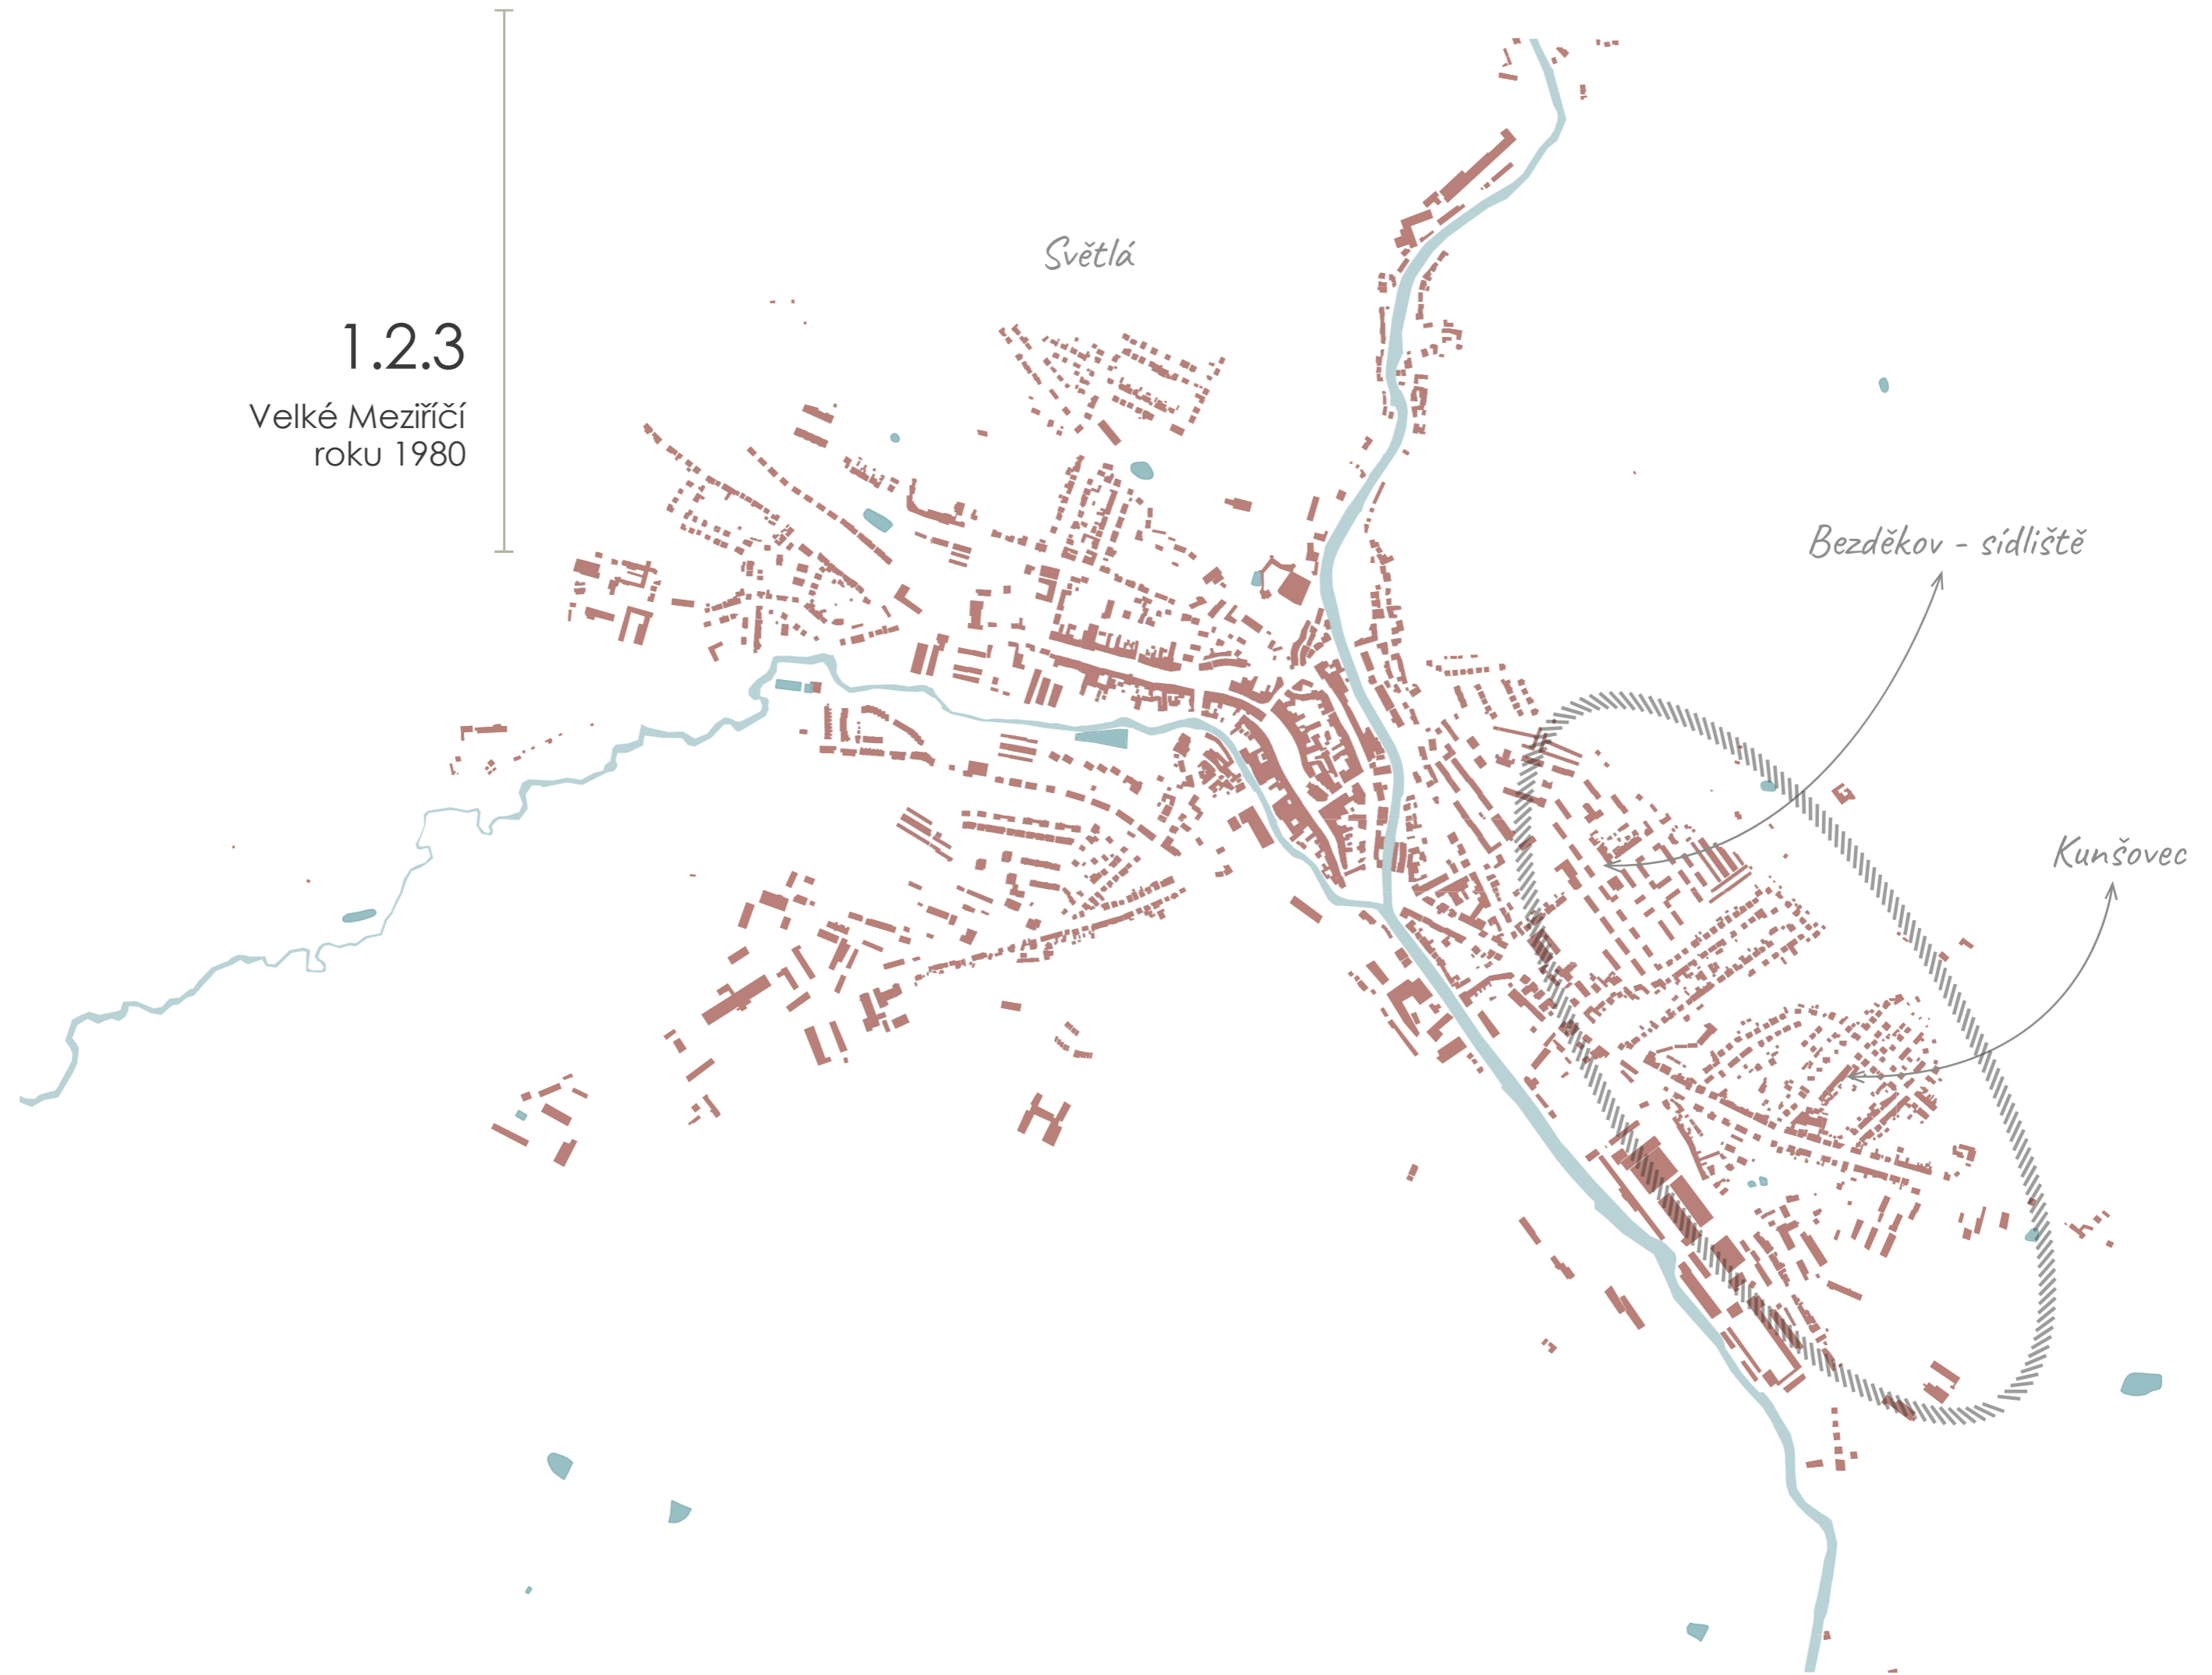 Světlá
1.2.3
Velké Meziříčí
roku 1980
Bezděkov - sídliště
Kunšovec